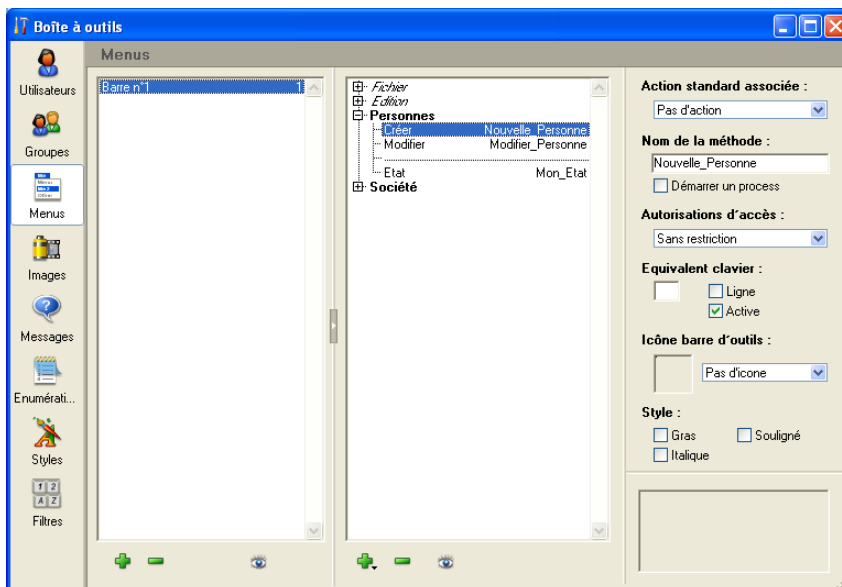 Boîte à outils
Utilisateurs
Groupes
Menus
Images
Messages
Enumérati...
Styles
Filtres
Menus
Barre n°1 1
Fichier
Edition
Personnes
Créer Nouvelle_Personne
Modifier Modifier_Personne
Etat Mon_Etat
Société
Action standard associée :
Pas d'action
Nom de la méthode :
Nouvelle_Personne
Démarrer un process
Autorisations d'accès :
Sans restriction
Equivalent clavier :
Ligne
Active
Icône barre d'outils :
Pas d'icone
Style :
Gras Souligné
Italique